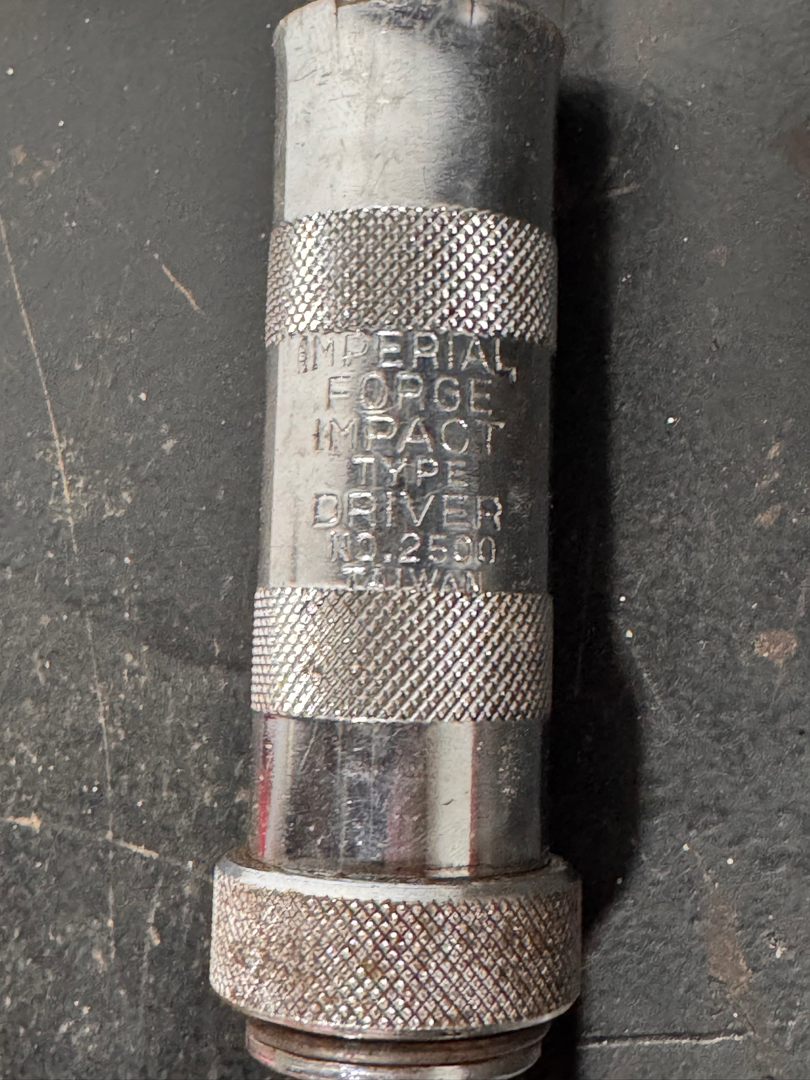 IMPERIAL
FORGE
IMPACT
TYPE
DRIVER
NO.2500
TAIWAN